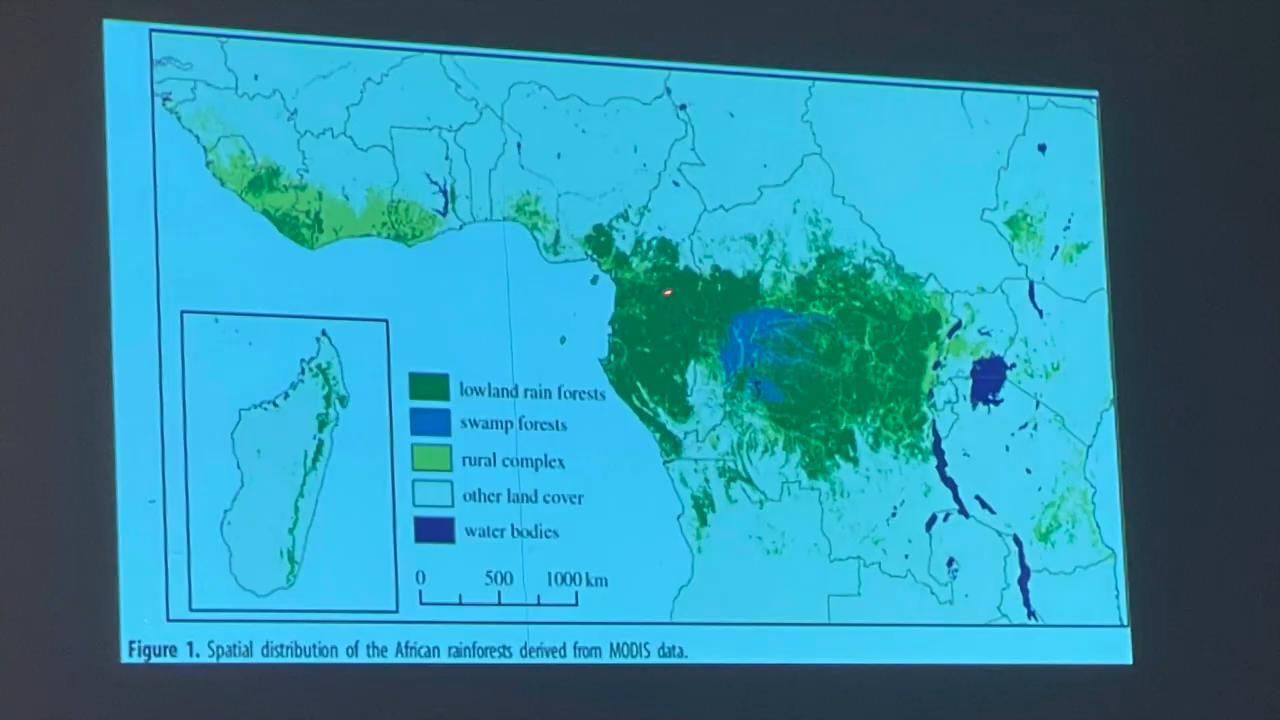 lowland rain forests
swamp forests
rural complex
other land cover
water bodies
0 500 1000 km
Figure 1. Spatial distribution of the African rainforests derived from MODIS data.